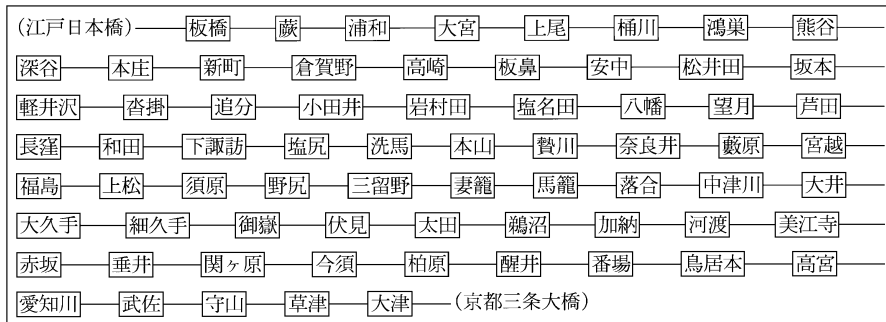 (江戸日本橋) 板橋 蕨 浦和 大宮 上尾 桶川 鴻巣 熊谷
深谷 本庄 新町 倉賀野 高崎 板鼻 安中 松井田 坂本
軽井沢 沓掛 追分 小田井 岩村田 塩名田 八幡 望月 芦田
長窪 和田 下諏訪 塩尻 洗馬 本山 贄川 奈良井 藪原 宮越
福島 上松 須原 野尻 三留野 妻籠 馬籠 落合 中津川 大井
大久手 細久手 御嶽 伏見 太田 鵜沼 加納 河渡 美江寺
赤坂 垂井 関ヶ原 今須 柏原 醒井 番場 鳥居本 高宮
愛知川 武佐 守山 草津 大津 (京都三条大橋)